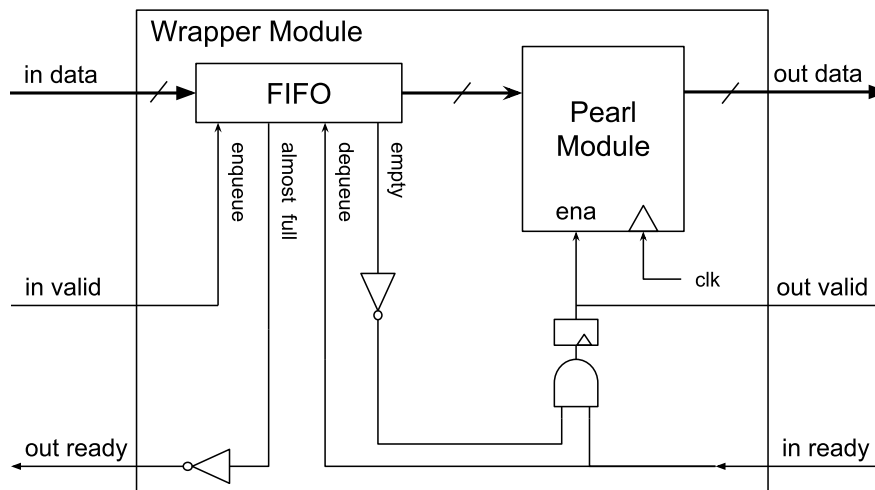 Wrapper Module
in data
FIFO
out data
Pearl
Module
enqueue
almost full
dequeue
empty
ena
clk
in valid
out valid
out ready
in ready